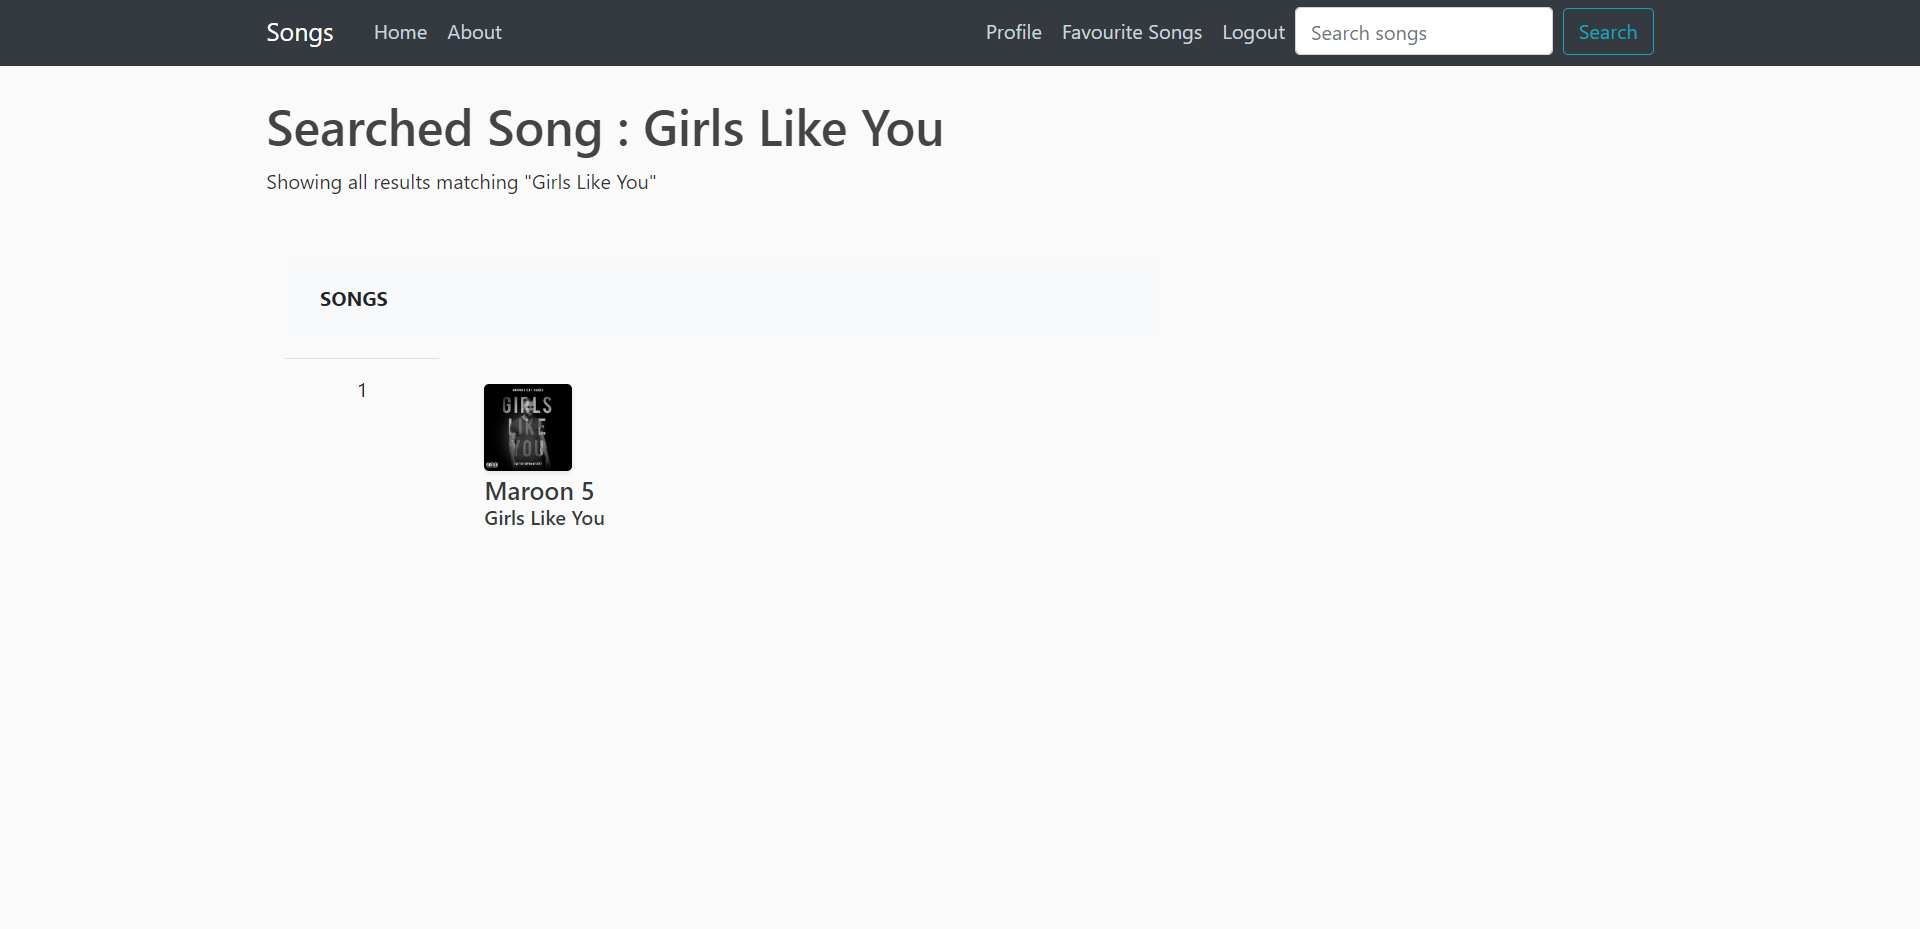 Songs Home About Profile Favourite Songs Logout Search songs Search
Searched Song : Girls Like You
Showing all results matching "Girls Like You"
SONGS
1
GIRLS
LIKE
YOU
Maroon 5
Girls Like You